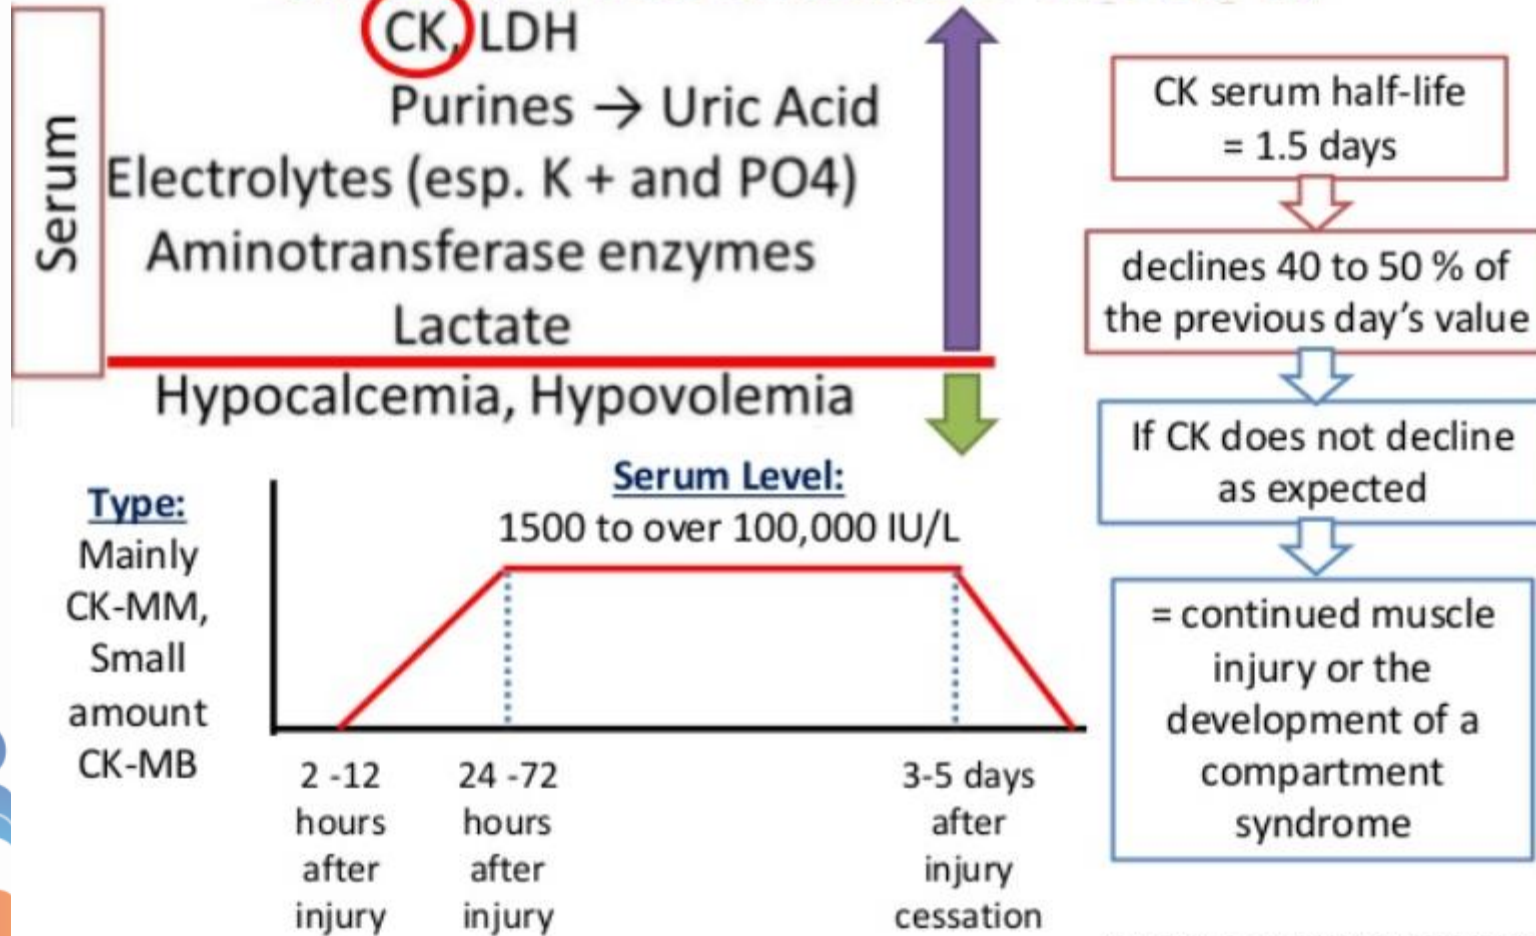 Serum
CK, LDH
Purines → Uric Acid
Electrolytes (esp. K + and PO4)
Aminotransferase enzymes
Lactate
Hypocalcemia, Hypovolemia
CK serum half-life
= 1.5 days
declines 40 to 50 % of
the previous day's value
If CK does not decline
as expected
= continued muscle
injury or the
development of a
compartment
syndrome
Type:
Mainly
CK-MM,
Small
amount
CK-MB
Serum Level:
1500 to over 100,000 IU/L
2 -12
hours
after
injury
24 -72
hours
after
injury
3-5 days
after
injury
cessation